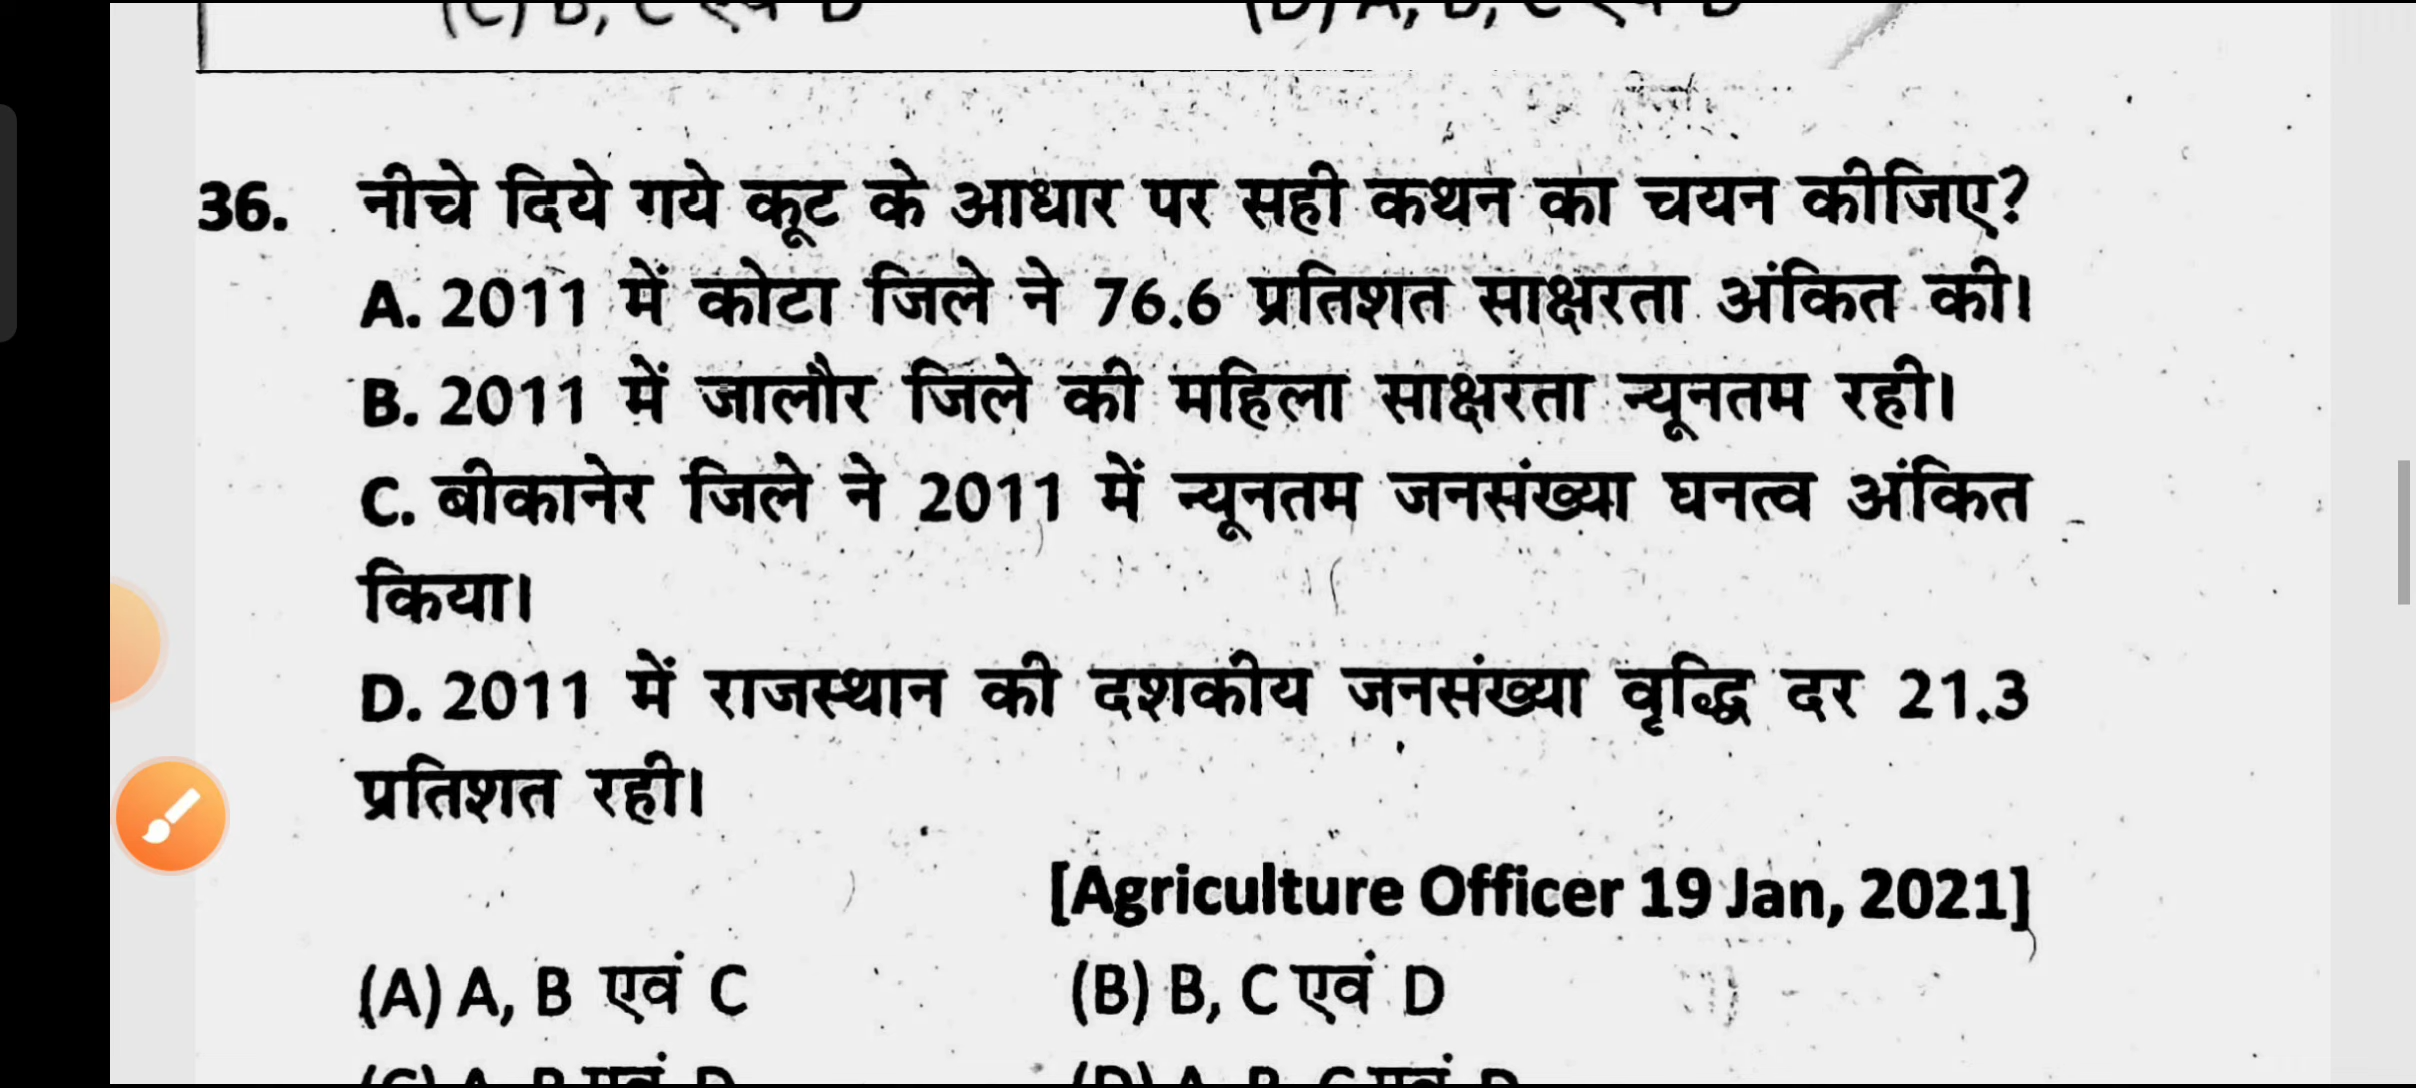 36. नीचे दिये गये कूट के आधार पर सही कथन का चयन कीजिए?
A. 2011 में कोटा जिले ने 76.6 प्रतिशत साक्षरता अंकित की।
B. 2011 में जालौर जिले की महिला साक्षरता न्यूनतम रही।
C. बीकानेर जिले ने 2011 में न्यूनतम जनसंख्या घनत्व अंकित
किया।
D. 2011 में राजस्थान की दशकीय जनसंख्या वृद्धि दर 21.3
प्रतिशत रही।
[Agriculture Officer 19 Jan, 2021]
(A) A, B एवं C (B) B, C एवं D